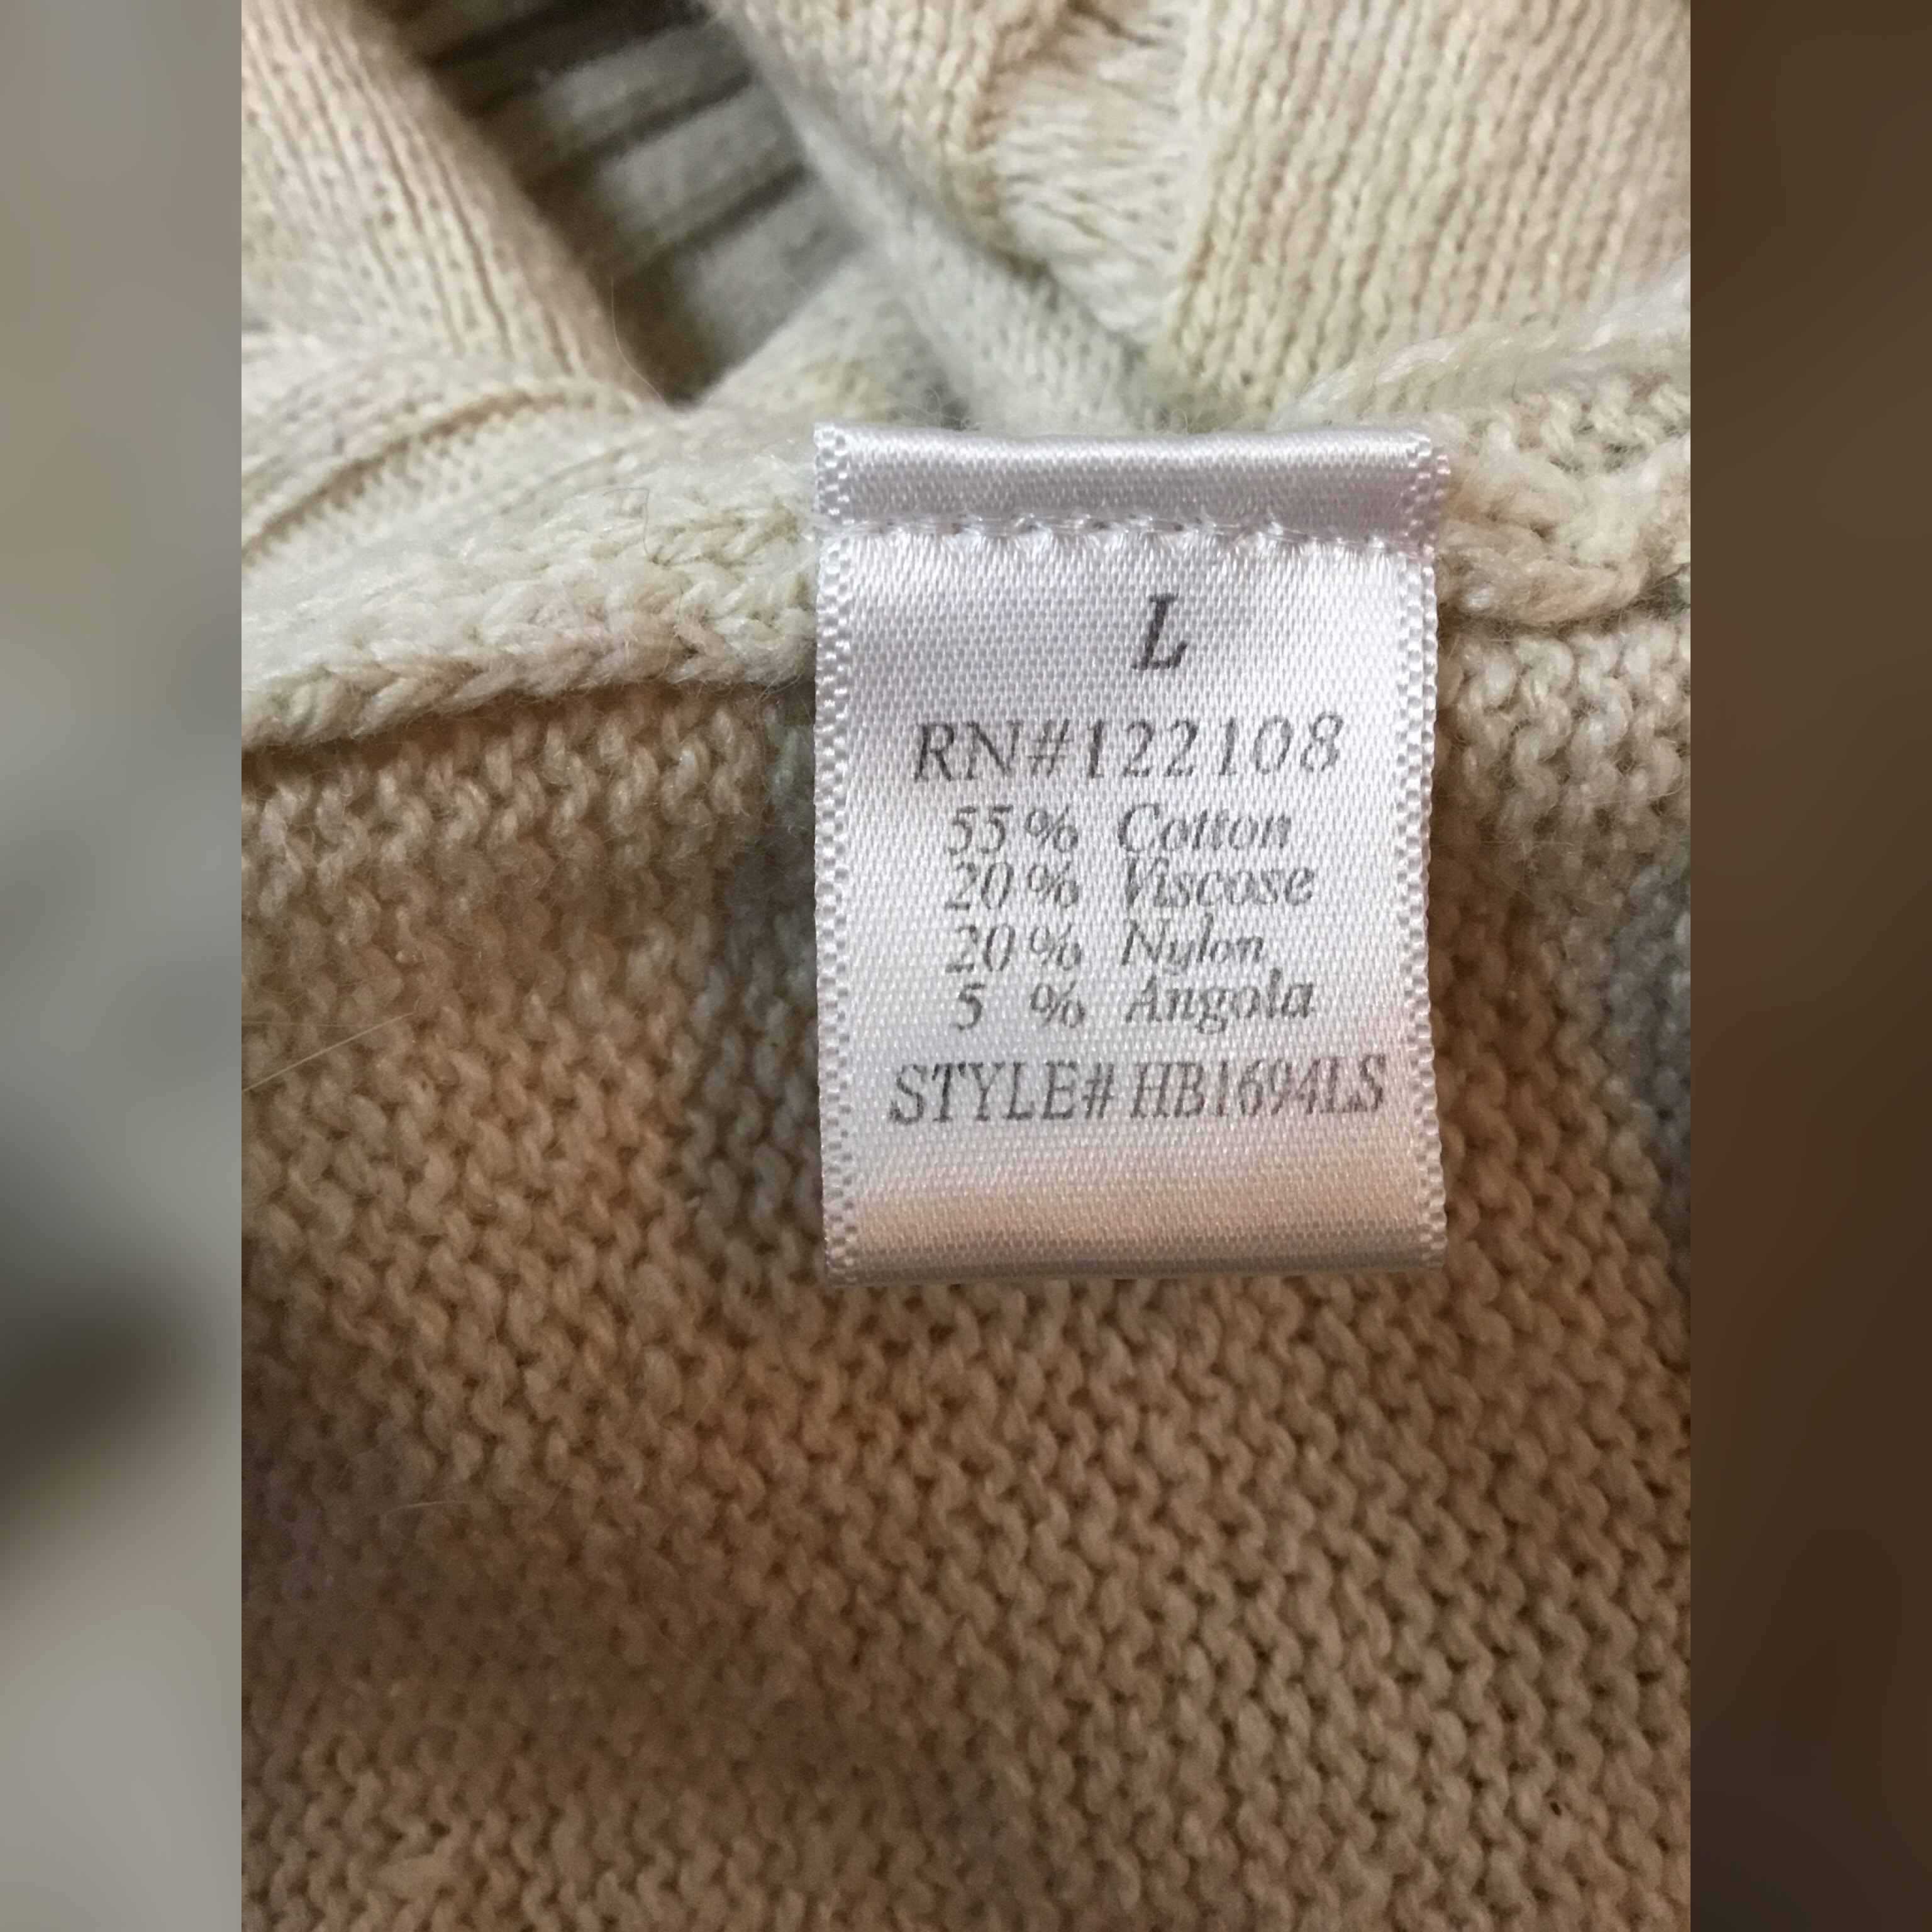 L
RN#122108
55% Cotton
20% Viscose
20% Nylon
5 % Angola
STYLE# HB1694LS